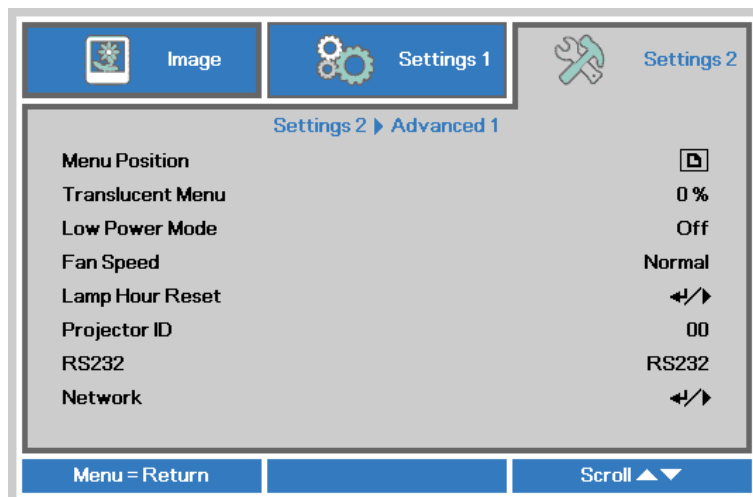 Image Settings 1 Settings 2
Settings 2 Advanced 1
Menu Position
Translucent Menu 0 %
Low Power Mode Off
Fan Speed Normal
Lamp Hour Reset
Projector ID 00
RS232 RS232
Network
Menu = Return Scroll